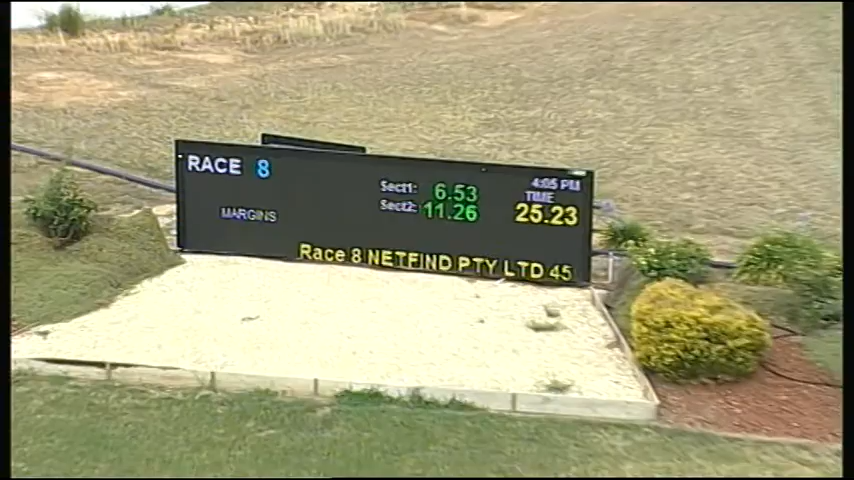 RACE 8
4:05 PM
Sect1: 6.53
TIME
Sect2: 11.26
25.23
MARGINS
Race 8 NETFIND PTY LTD 45